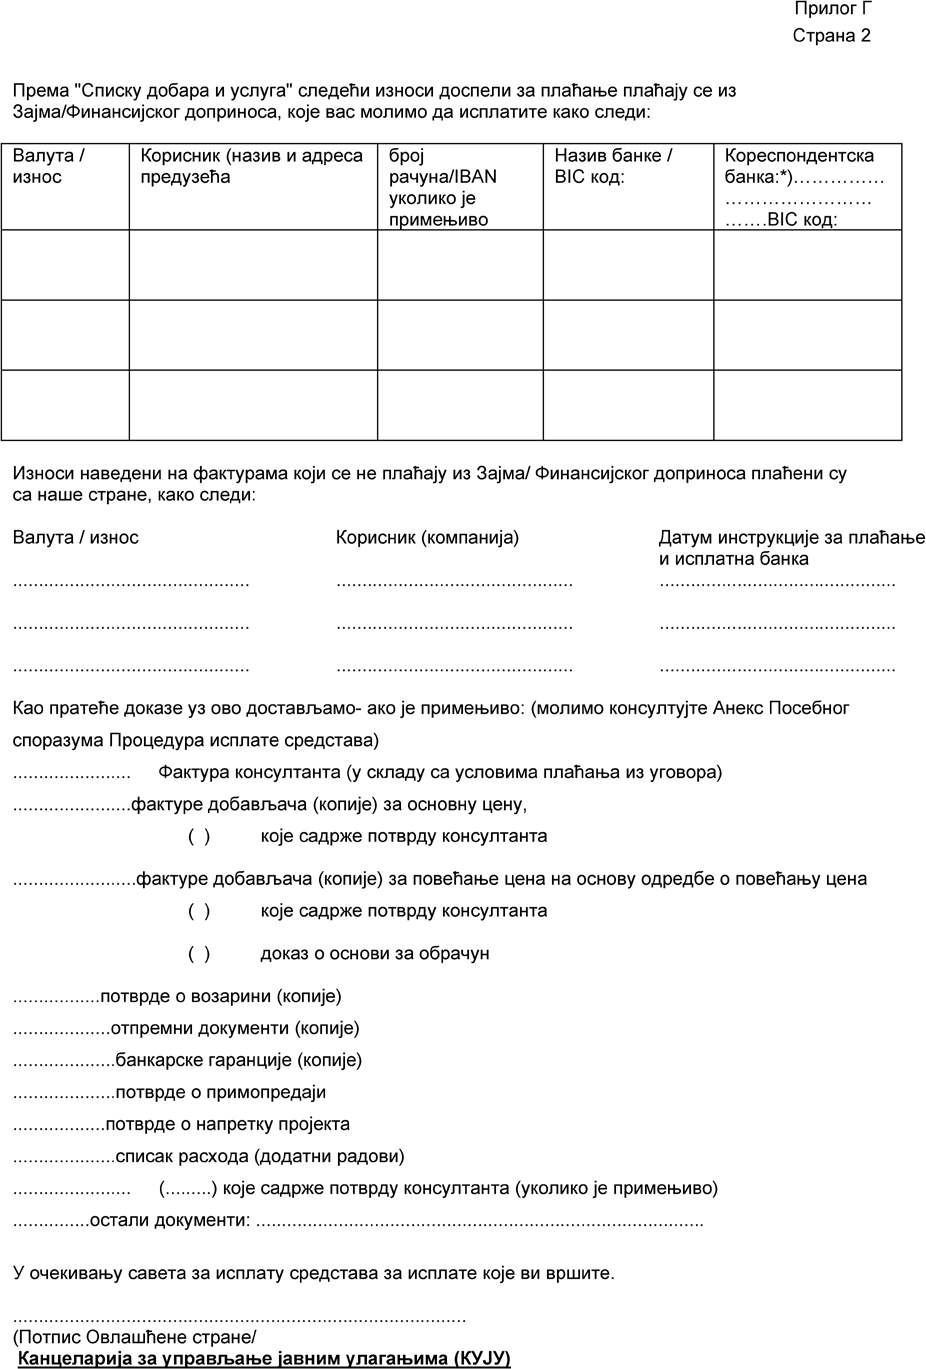 Прилог Г
Страна 2
Према "Списку добара и услуга" следећи износи доспели за плаћање плаћају се из
Зајма/Финансијског доприноса, које вас молимо да исплатите како следи:
Валута /
износ
Корисник (назив и адреса
предузећа
број
рачуна/IBAN
уколико је
примењиво
Назив банке /
BIC код:
Кореспондентска
банка:*)……………
……………………
…….BIC код:
Износи наведени на фактурама који се не плаћају из Зајма/ Финансијског доприноса плаћени су
са наше стране, како следи:
Валута / износ Корисник (компанија) Датум инструкције за плаћање
и исплатна банка
.............................................. .............................................. ..............................................
.............................................. .............................................. ..............................................
.............................................. .............................................. ..............................................
Као пратеће доказе уз ово достављамо- ако је примењиво: (молимо консултујте Анекс Посебног
споразума Процедура исплате средстава)
....................... Фактура консултанта (у складу са условима плаћања из уговора)
.......................фактуре добављача (копије) за основну цену,
( ) које садрже потврду консултанта
........................фактуре добављача (копије) за повећање цена на основу одредбе о повећању цена
( ) које садрже потврду консултанта
( ) доказ о основи за обрачун
.................потврде о возарини (копије)
...................отпремни документи (копије)
....................банкарске гаранције (копије)
....................потврде о примопредаји
..................потврде о напретку пројекта
....................списак расхода (додатни радови)
....................... (.........) које садрже потврду консултанта (уколико је примењиво)
...............остали документи: .......................................................................................
У очекивању савета за исплату средстава за исплате које ви вршите.
........................................................................................
(Потпис Овлашћене стране/
Канцеларија за управљање јавним улагањима (КУЈУ)